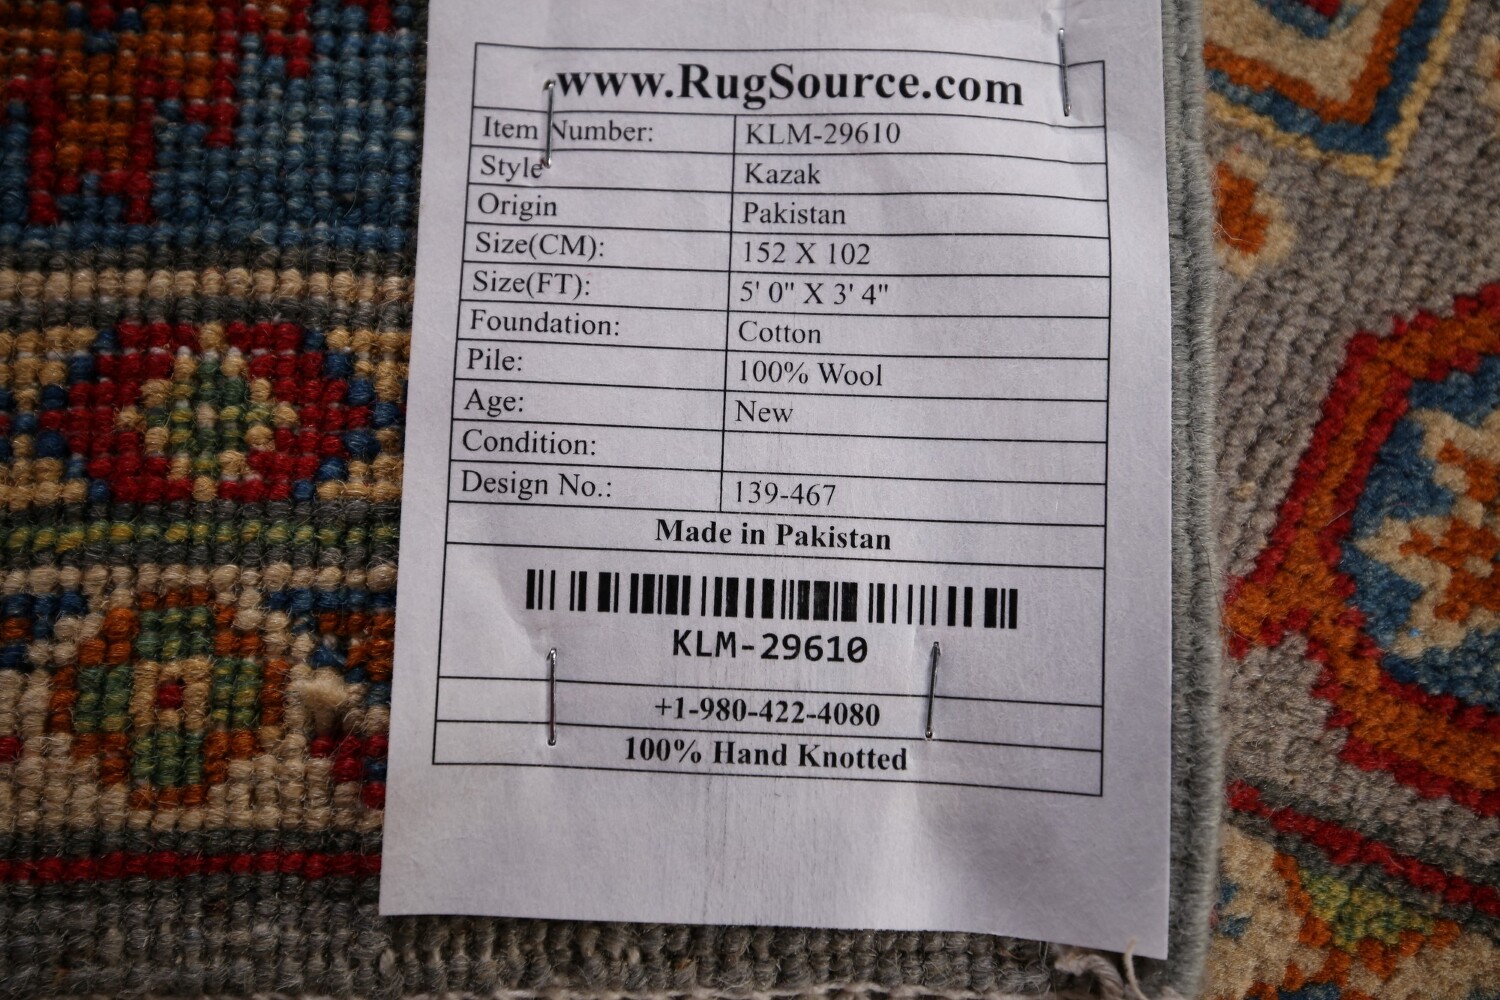 www.RugSource.com
Item Number: KLM-29610
Style Kazak
Origin Pakistan
Size(CM): 152 X 102
Size(FT): 5' 0" X 3' 4"
Foundation: Cotton
Pile: 100% Wool
Age: New
Condition:
Design No.: 139-467
Made in Pakistan
KLM-29610
+1-980-422-4080
100% Hand Knotted